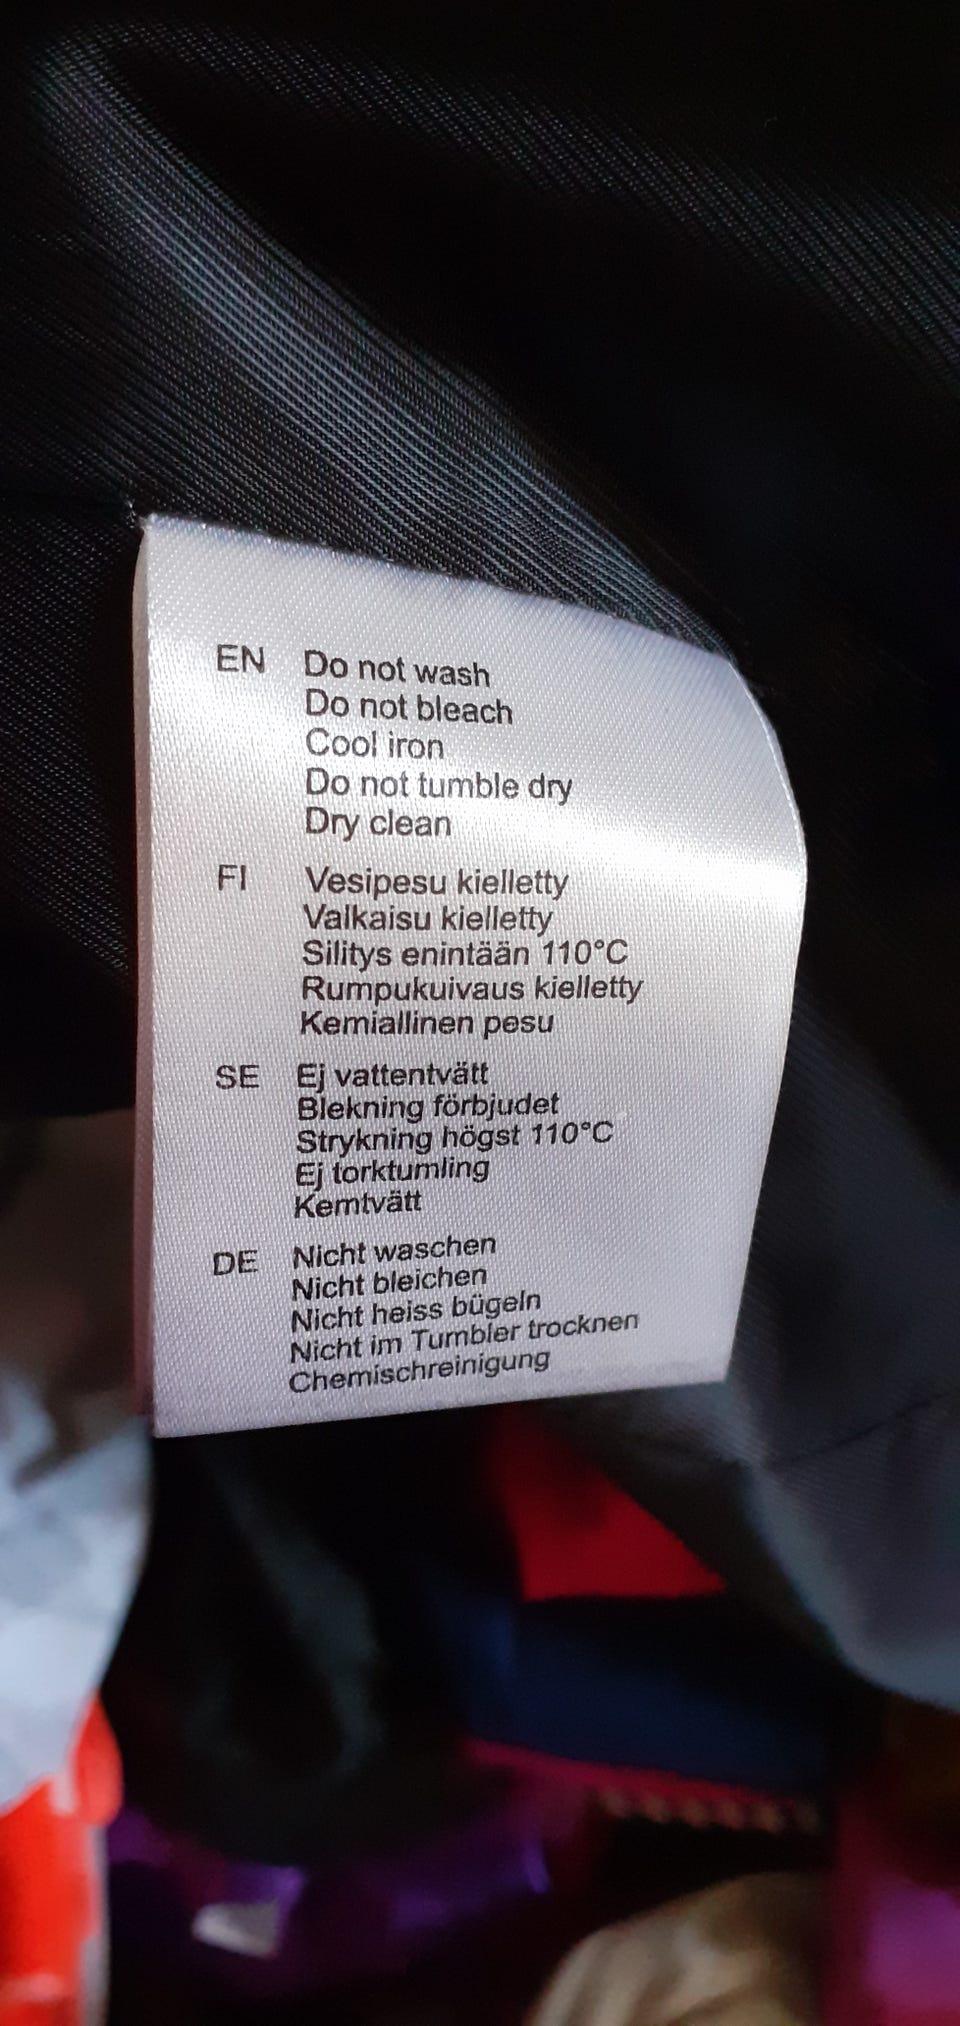 EN Do not wash
Do not bleach
Cool iron
Do not tumble dry
Dry clean
FI Vesipesu kielletty
Valkaisu kielletty
Silitys enintään 110°C
Rumpukuivaus kielletty
Kemiallinen pesu
SE Ej vattentvätt
Blekning förbjudet
Strykning högst 110°C
Ej torktumling
Kemtvätt
DE Nicht waschen
Nicht bleichen
Nicht heiss bügeln
Nicht im Tumbler trocknen
Chemischreinigung